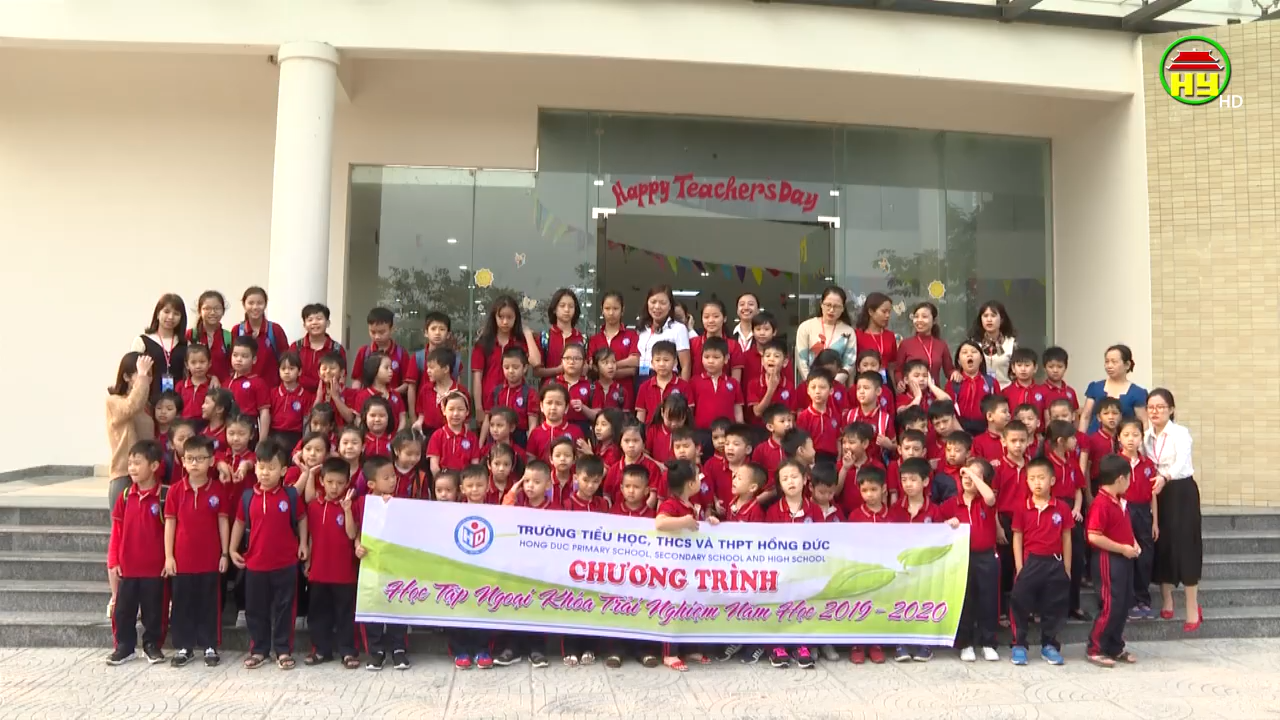 HY
HD
Happy Teachers Day
HD
TRƯỜNG TIỂU HỌC, THCS VÀ THPT HỒNG ĐỨC
HONG DUC PRIMARY SCHOOL, SECONDARY SCHOOL AND HIGH SCHOOL
CHƯƠNG TRÌNH
Học Tập Ngoại Khóa Trải Nghiệm Năm Học 2019 - 2020